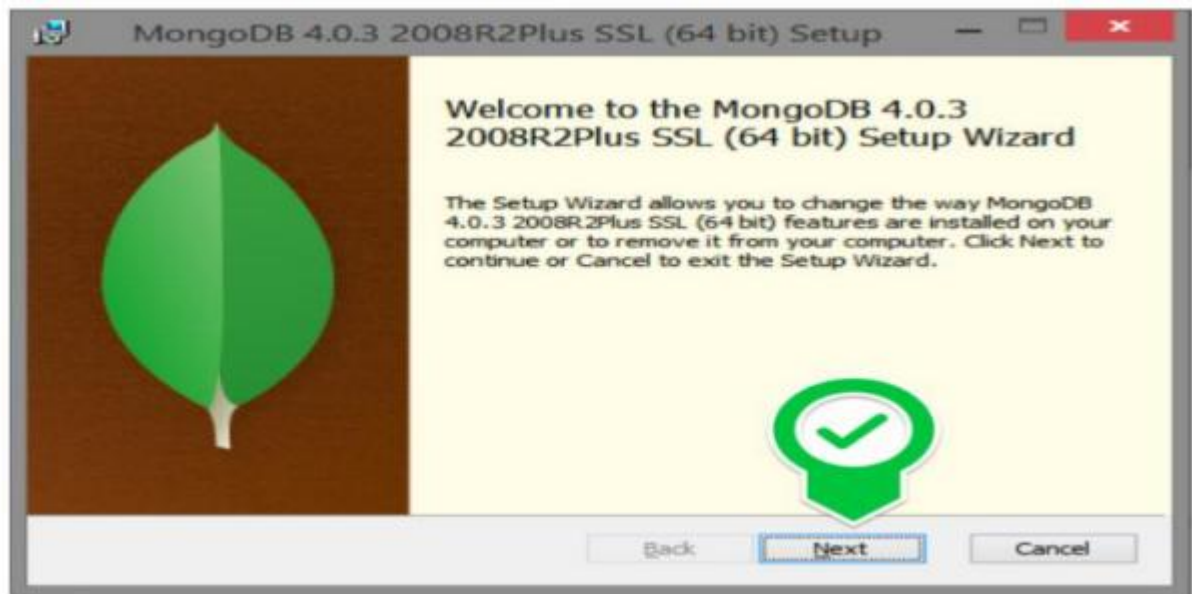 MongoDB 4.0.3 2008R2Plus SSL (64 bit) Setup
Welcome to the MongoDB 4.0.3
2008R2Plus SSL (64 bit) Setup Wizard
The Setup Wizard allows you to change the way MongoDB
4.0.3 2008R2Plus SSL (64 bit) features are installed on your
computer or to remove it from your computer. Click Next to
continue or Cancel to exit the Setup Wizard.
Back
Next
Cancel